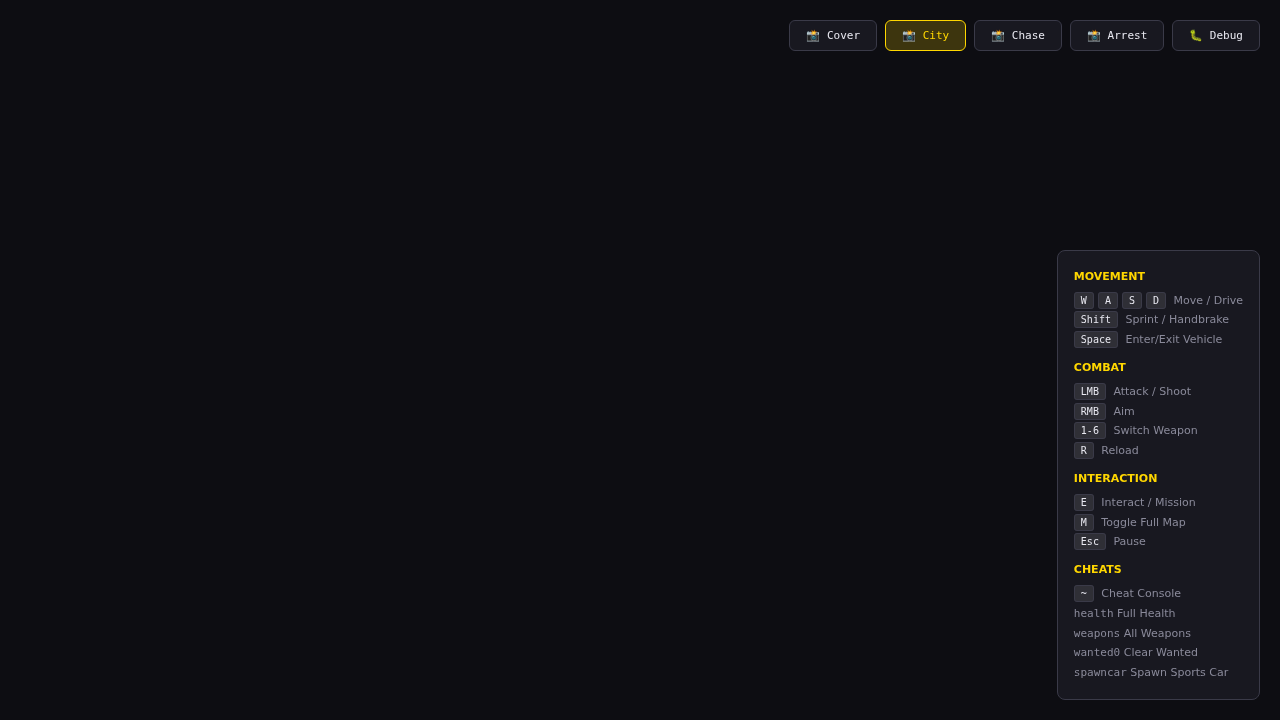 📸 Cover 📸 City 📸 Chase 📸 Arrest 🐛 Debug
MOVEMENT
W A S D Move / Drive
Shift Sprint / Handbrake
Space Enter/Exit Vehicle
COMBAT
LMB Attack / Shoot
RMB Aim
1-6 Switch Weapon
R Reload
INTERACTION
E Interact / Mission
M Toggle Full Map
Esc Pause
CHEATS
~ Cheat Console
health Full Health
weapons All Weapons
wanted0 Clear Wanted
spawncar Spawn Sports Car